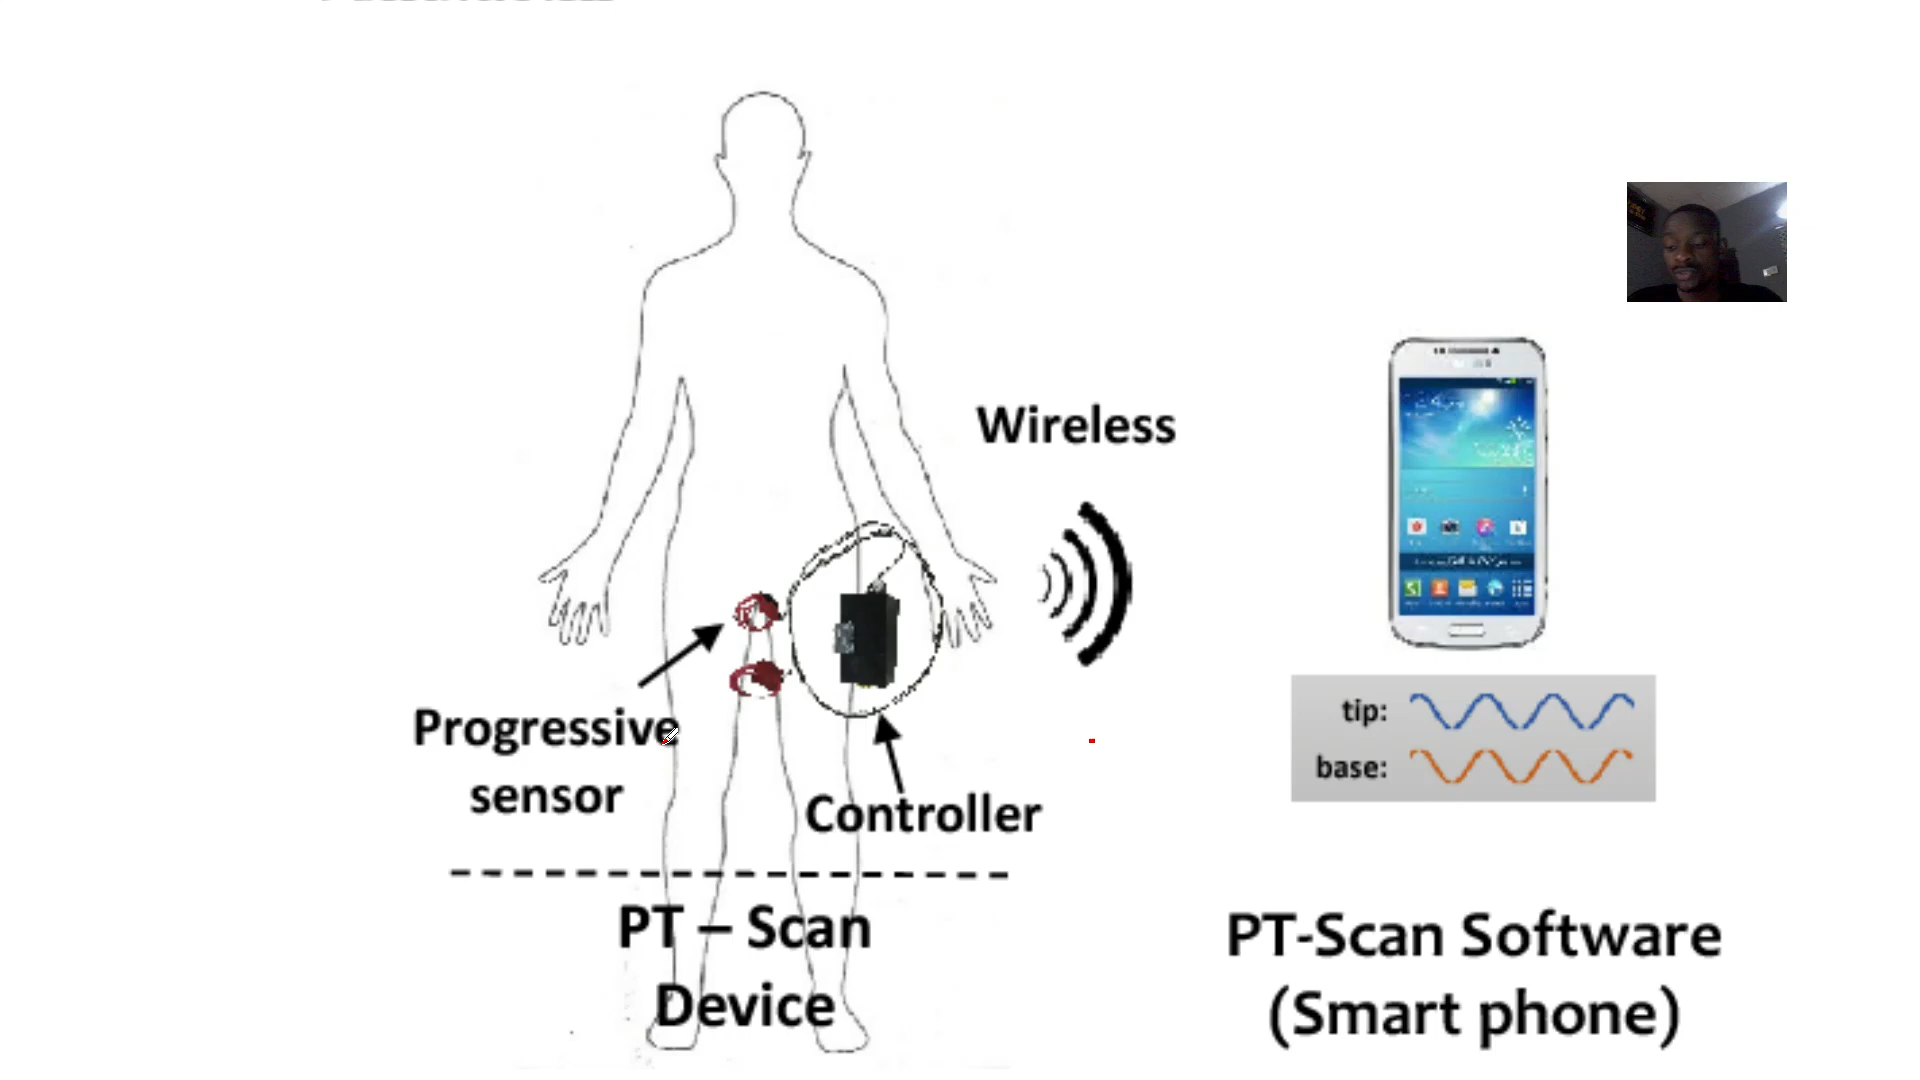 Wireless
Progressive
sensor
Controller
tip:
base:
PT – Scan
Device
PT-Scan Software
(Smart phone)